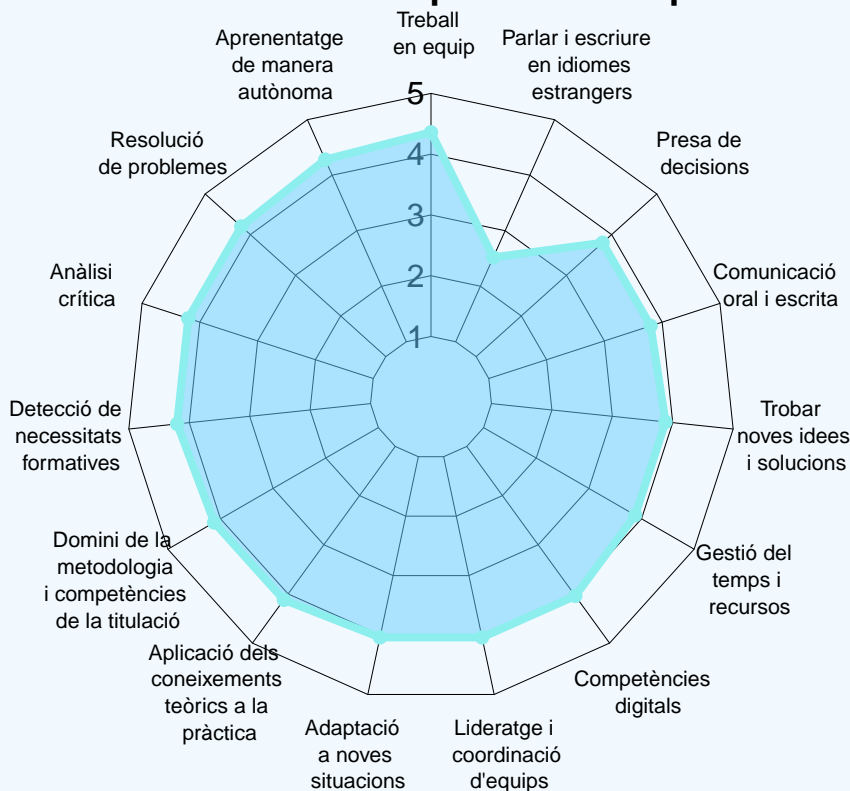 Treball
en equip
Parlar i escriure
en idiomes
estrangers
Presa de
decisions
Comunicació
oral i escrita
Trobar
noves idees
i solucions
Gestió del
temps i
recursos
Competències
digitals
Lideratge i
coordinació
d'equips
Adaptació
a noves
situacions
Aplicació dels
coneixements
teòrics a la
pràctica
Domini de la
metodologia
i competències
de la titulació
Detecció de
necessitats
formatives
Anàlisi
crítica
Resolució
de problemes
Aprenentatge
de manera
autònoma
5
4
3
2
1